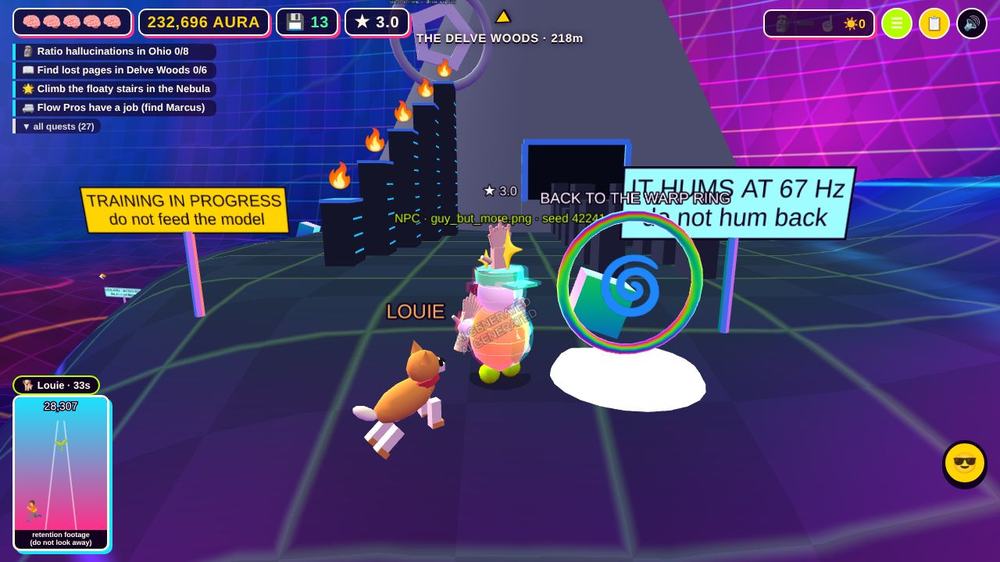 232,696 AURA
13
★ 3.0
THE DELVE WOODS · 218m
0
Ratio hallucinations in Ohio 0/8
Find lost pages in Delve Woods 0/6
Climb the floaty stairs in the Nebula
Flow Pros have a job (find Marcus)
▼ all quests (27)
TRAINING IN PROGRESS
do not feed the model
★ 3.0
BACK TO THE WARP RING
IT HUMS AT 67 Hz
do not hum back
NPC · guy_but_more.png · seed 42241
LOUIE
GENERATED
GENERATED
Louie · 33s
28,307
retention footage
(do not look away)